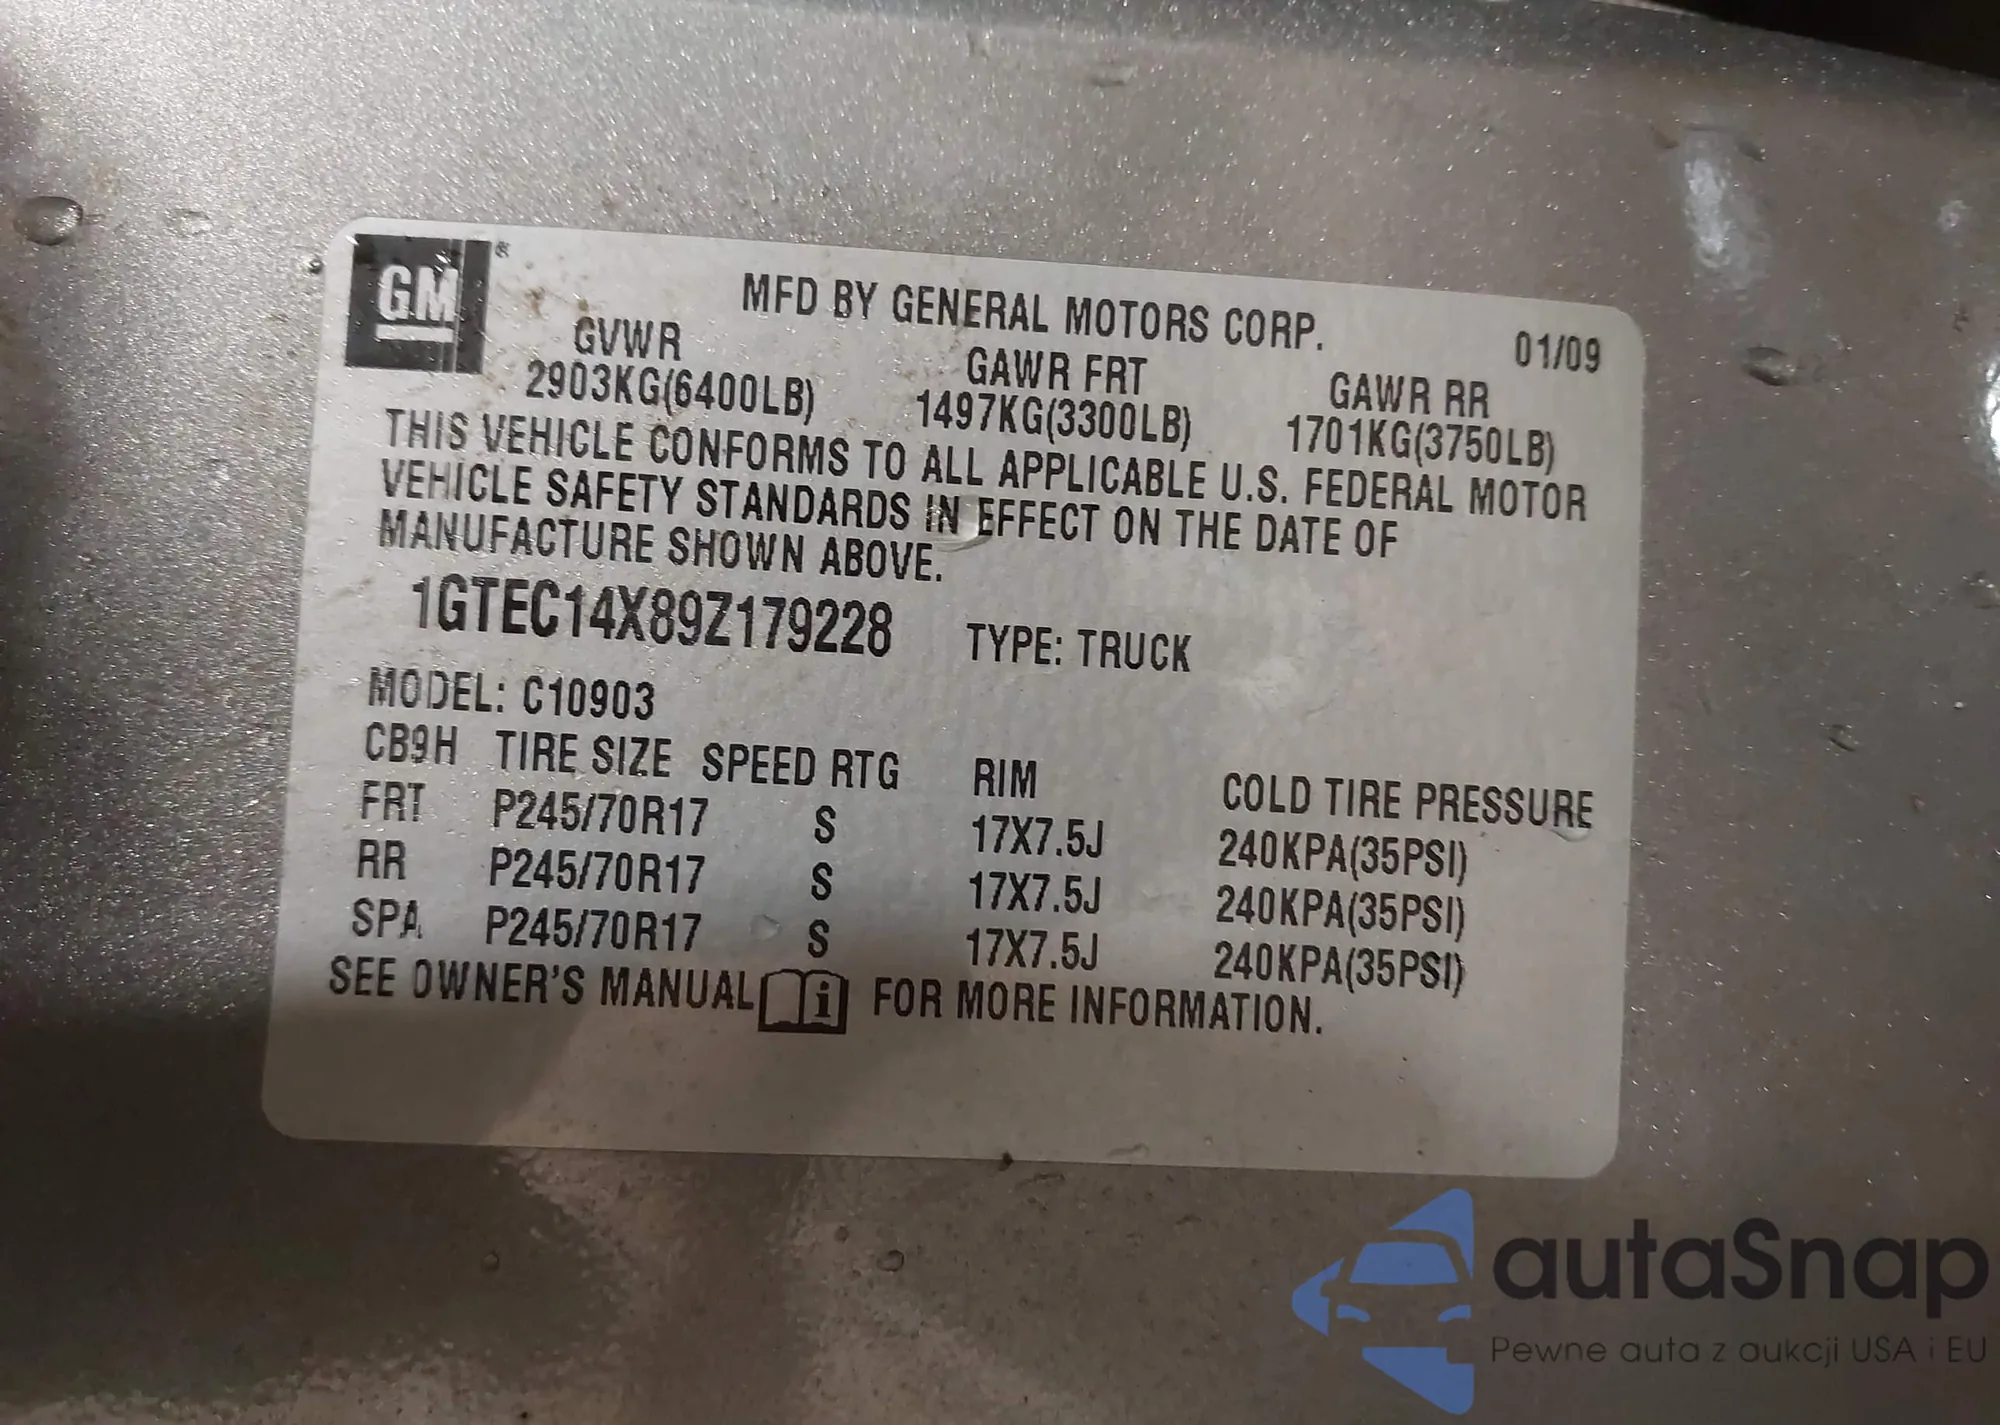 GM ®
MFD BY GENERAL MOTORS CORP.
01/09
GVWR GAWR FRT GAWR RR
2903KG(6400LB) 1497KG(3300LB) 1701KG(3750LB)
THIS VEHICLE CONFORMS TO ALL APPLICABLE U.S. FEDERAL MOTOR
VEHICLE SAFETY STANDARDS IN EFFECT ON THE DATE OF
MANUFACTURE SHOWN ABOVE.
1GTEC14X89Z179228 TYPE: TRUCK
MODEL: C10903
CB9H TIRE SIZE SPEED RTG RIM COLD TIRE PRESSURE
FRT P245/70R17 S 17X7.5J 240KPA(35PSI)
RR P245/70R17 S 17X7.5J 240KPA(35PSI)
SPA P245/70R17 S 17X7.5J 240KPA(35PSI)
SEE OWNER'S MANUAL i FOR MORE INFORMATION.
autaSnap
Pewne auta z aukcji USA i EU